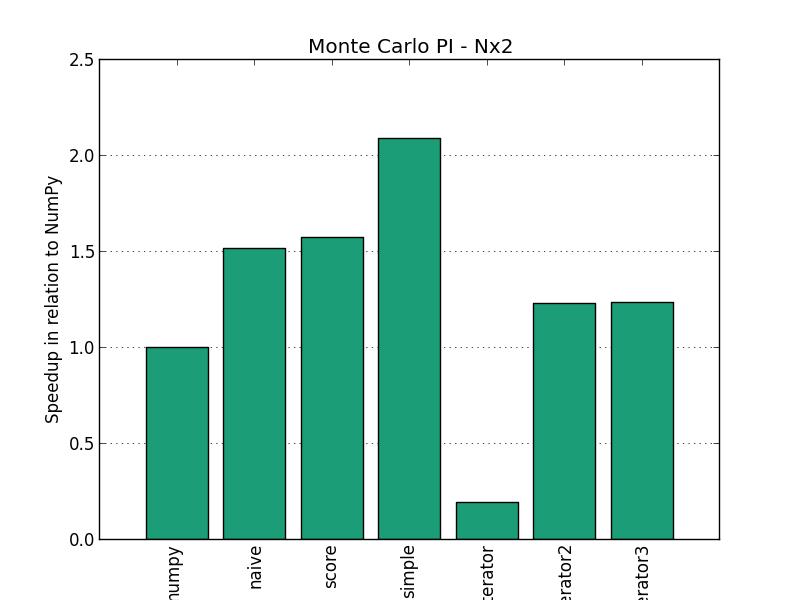 Monte Carlo PI - Nx2
Speedup in relation to NumPy
2.5
2.0
1.5
1.0
0.5
0.0
numpy
naive
score
simple
terator
erator2
erator3